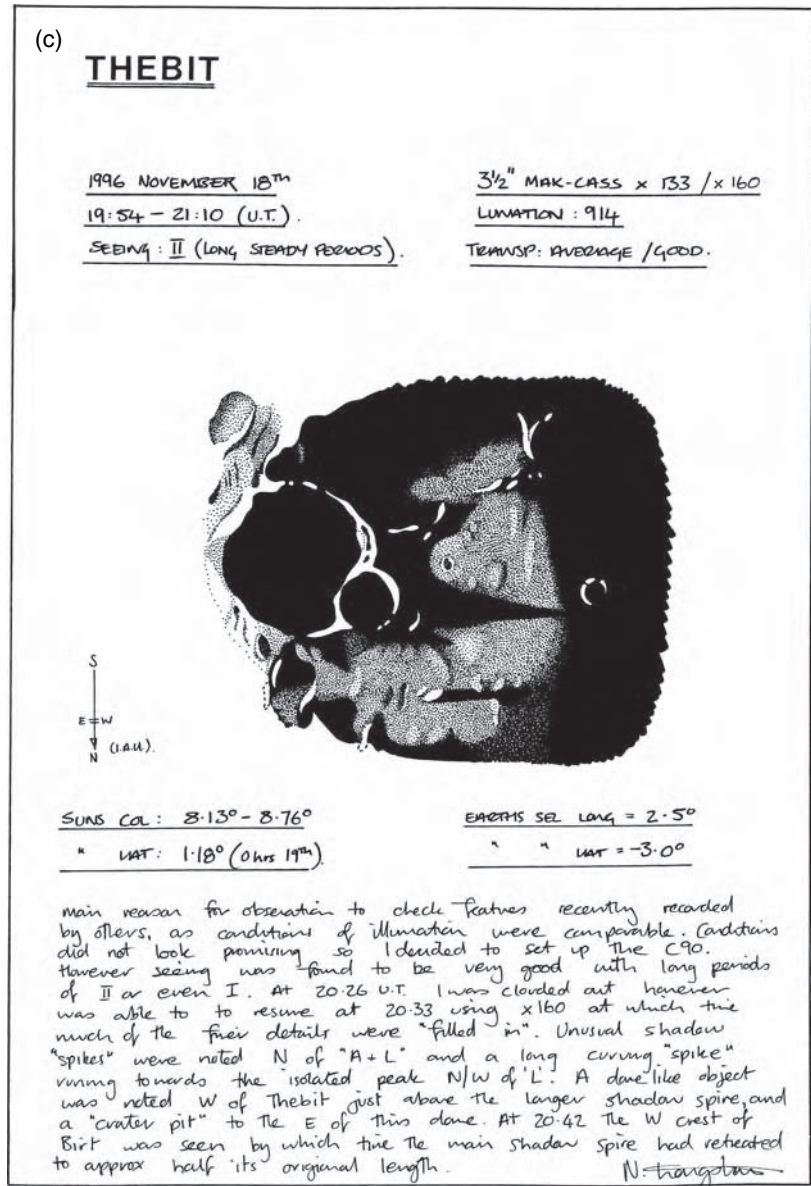 (c)
THEBIT
1996 NOVEMBER 18TH
19:54 – 21:10 (U.T.).
SEEING: II (LONG STEADY PERIODS).
3½" MAK-CASS x 133 / x 160
LUNATION: 914
TRANSP: AVERAGE / GOOD.
S
E W
N (I.A.U.).
SUNS COL: 8.13° – 8.76°
" LAT: 1.18° (0hrs 19th).
EARTHS SEL LONG = 2.5°
" " LAT = -3.0°
main reason for obseration to check featres recently recorded
by others, as conditions of illumation were comparable. Conditions
did not look promising so I decided to set up the C90.
However seeing was found to be very good with long periods
of II or even I. At 20.26 U.T. I was clouded out however
was able to to resume at 20.33 using x160 at which time
much of the finer details were "filled in". Unusual shadow
"spikes" were noted N of "A+L" and a long curving "spike"
running towards the isolated peak N/W of 'L'. A dome like object
was noted W of Thebit just above the larger shadow spire, and
a "crater pit" to the E of this dome. At 20.42 the W crest of
Birt was seen by which time the main shadow spire had retreated
to approx half its original length.
N.